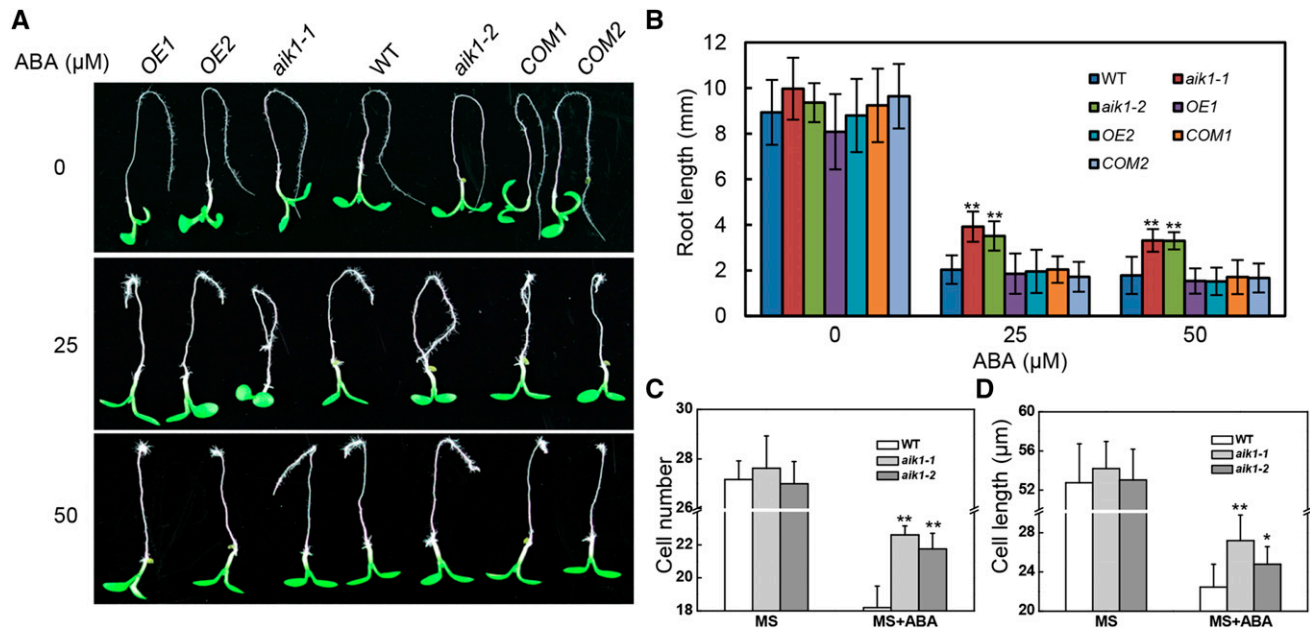 A
ABA (µM)
OE1
OE2
aik1-1
WT
aik1-2
COM1
COM2
0
25
50
B
Root length (mm)
12
10
8
6
4
2
0
WT
aik1-1
aik1-2
OE1
OE2
COM1
COM2
** **
** **
0
25
50
ABA (µM)
C
Cell number
30
28
26
22
20
18
WT
aik1-1
aik1-2
** **
MS
MS+ABA
D
Cell length (µm)
60
56
52
28
24
20
WT
aik1-1
aik1-2
**
*
MS
MS+ABA